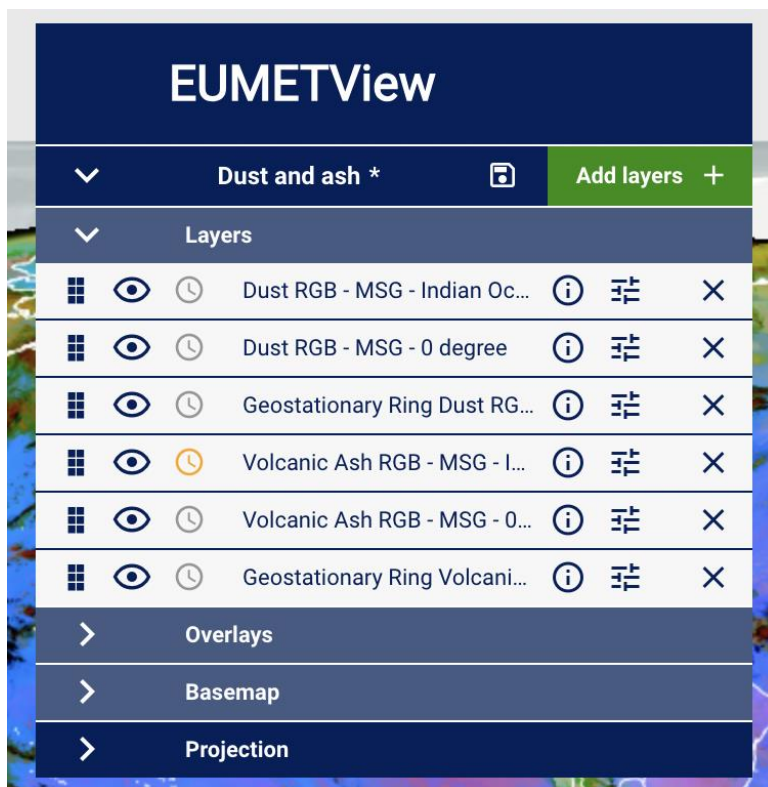 EUMETView
Dust and ash *
Add layers +
Layers
Dust RGB - MSG - Indian Oc...
Dust RGB - MSG - 0 degree
Geostationary Ring Dust RG...
Volcanic Ash RGB - MSG - I...
Volcanic Ash RGB - MSG - 0...
Geostationary Ring Volcani...
Overlays
Basemap
Projection